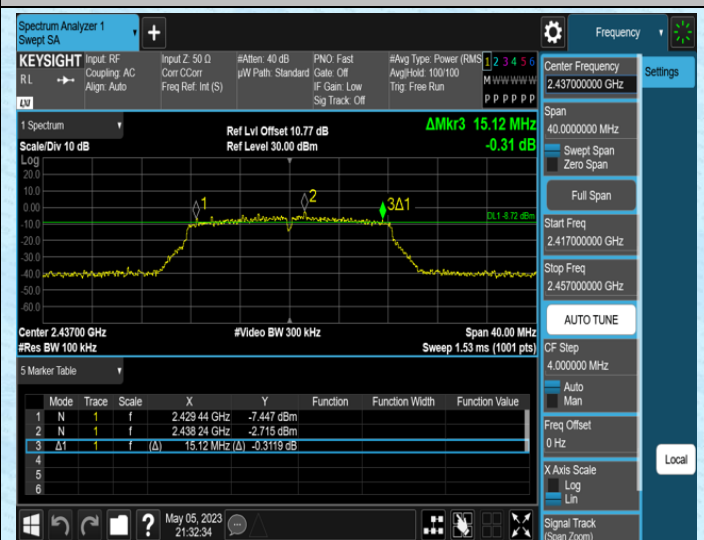 Spectrum Analyzer 1
Swept SA
+
Frequency
KEYSIGHT
RL
LXI
Input: RF
Coupling: AC
Align: Auto
Input Z: 50 Ω
Corr CCorr
Freq Ref: Int (S)
#Atten: 40 dB
µW Path: Standard
PNO: Fast
Gate: Off
IF Gain: Low
Sig Track: Off
#Avg Type: Power (RMS
Avg|Hold: 100/100
Trig: Free Run
1 2 3 4 5 6
M W W W W W
P P P P P P
1 Spectrum
Scale/Div 10 dB
Ref Lvl Offset 10.77 dB
Ref Level 30.00 dBm
ΔMkr3 15.12 MHz
-0.31 dB
Log
20.0
10.0
0.00
-10.0
-20.0
-30.0
-40.0
-50.0
-60.0
1
2
3Δ1
DL1 -8.72 dBm
Center 2.43700 GHz
#Video BW 300 kHz
Span 40.00 MHz
#Res BW 100 kHz
Sweep 1.53 ms (1001 pts)
5 Marker Table
Mode Trace Scale X Y Function Function Width Function Value
1 N 1 f 2.429 44 GHz -7.447 dBm
2 N 1 f 2.438 24 GHz -2.715 dBm
3 Δ1 1 f (Δ) 15.12 MHz (Δ) -0.3119 dB
4
5
6
?
May 05, 2023
21:32:34
Center Frequency
2.437000000 GHz
Span
40.0000000 MHz
Swept Span
Zero Span
Full Span
Start Freq
2.417000000 GHz
Stop Freq
2.457000000 GHz
AUTO TUNE
CF Step
4.000000 MHz
Auto
Man
Freq Offset
0 Hz
X Axis Scale
Log
Lin
Signal Track
(Span Zoom)
Settings
Local